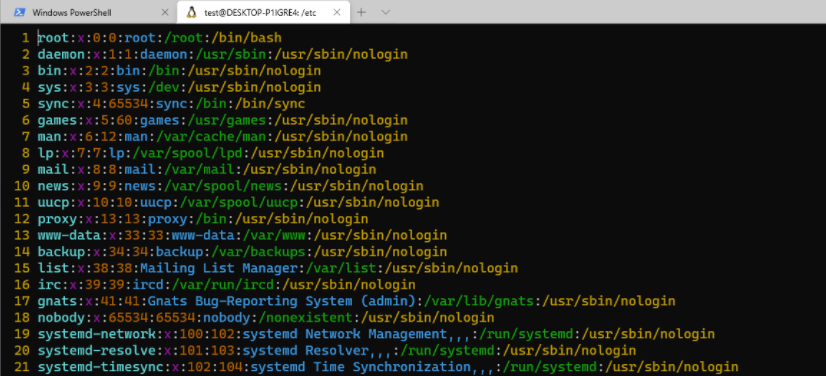 Windows PowerShell
test@DESKTOP-P1IGRE4: /etc
1 root:x:0:0:root:/root:/bin/bash
2 daemon:x:1:1:daemon:/usr/sbin:/usr/sbin/nologin
3 bin:x:2:2:bin:/bin:/usr/sbin/nologin
4 sys:x:3:3:sys:/dev:/usr/sbin/nologin
5 sync:x:4:65534:sync:/bin:/bin/sync
6 games:x:5:60:games:/usr/games:/usr/sbin/nologin
7 man:x:6:12:man:/var/cache/man:/usr/sbin/nologin
8 lp:x:7:7:lp:/var/spool/lpd:/usr/sbin/nologin
9 mail:x:8:8:mail:/var/mail:/usr/sbin/nologin
10 news:x:9:9:news:/var/spool/news:/usr/sbin/nologin
11 uucp:x:10:10:uucp:/var/spool/uucp:/usr/sbin/nologin
12 proxy:x:13:13:proxy:/bin:/usr/sbin/nologin
13 www-data:x:33:33:www-data:/var/www:/usr/sbin/nologin
14 backup:x:34:34:backup:/var/backups:/usr/sbin/nologin
15 list:x:38:38:Mailing List Manager:/var/list:/usr/sbin/nologin
16 irc:x:39:39:ircd:/var/run/ircd:/usr/sbin/nologin
17 gnats:x:41:41:Gnats Bug-Reporting System (admin):/var/lib/gnats:/usr/sbin/nologin
18 nobody:x:65534:65534:nobody:/nonexistent:/usr/sbin/nologin
19 systemd-network:x:100:102:systemd Network Management,,,:/run/systemd:/usr/sbin/nologin
20 systemd-resolve:x:101:103:systemd Resolver,,,:/run/systemd:/usr/sbin/nologin
21 systemd-timesync:x:102:104:systemd Time Synchronization,,,:/run/systemd:/usr/sbin/nologin